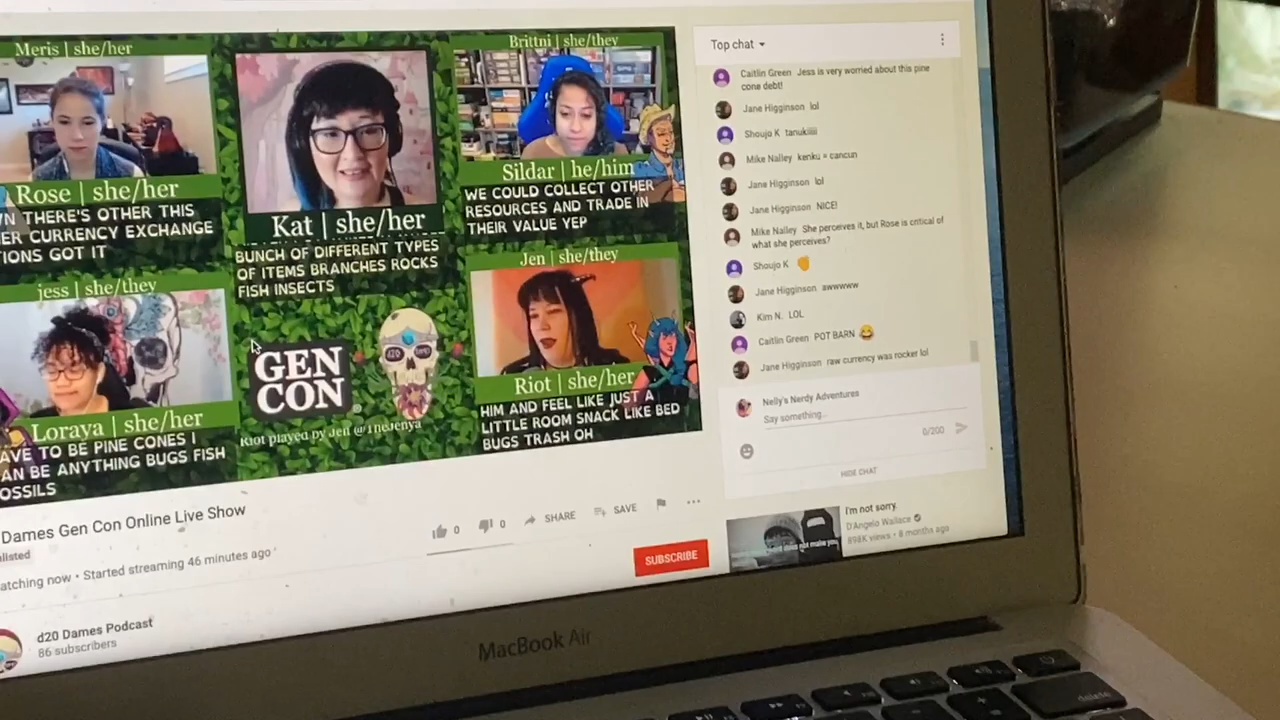 Meris | she/her
Rose | she/her
THERE'S OTHER THIS
CURRENCY EXCHANGE
GOT IT
Kat | she/her
BUNCH OF DIFFERENT TYPES
OF ITEMS BRANCHES ROCKS
FISH INSECTS
Brittni | she/they
Sildar | he/him
WE COULD COLLECT OTHER
RESOURCES AND TRADE IN
THEIR VALUE YEP
jess | she/they
Loraya | she/her
TO BE PINE CONES I
BE ANYTHING BUGS FISH
GEN
CON
d20
Riot played by Jen @TheJenya
Jen | she/they
Riot | she/her
HIM AND FEEL LIKE JUST A
LITTLE ROOM SNACK LIKE BED
BUGS TRASH OH
Dames Gen Con Online Live Show
now • Started streaming 46 minutes ago
0
0
SHARE
SAVE
SUBSCRIBE
d20 Dames Podcast
86 subscribers
Top chat
Caitlin Green Jess is very worried about this pine
cone debt!
Jane Higginson lol
Shoujo K tanukiiiii
Mike Nalley kenku = cancun
Jane Higginson lol
Jane Higginson NICE!
Mike Nalley She perceives it, but Rose is critical of
what she perceives?
Shoujo K 👏
Jane Higginson awwwww
Kim N. LOL
Caitlin Green POT BARN 😂
Jane Higginson raw currency was rocker lol
Nelly's Nerdy Adventures
Say something...
0/200
HIDE CHAT
I'm not sorry.
D'Angelo Wallace
898K views • 8 months ago
MacBook Air
delete